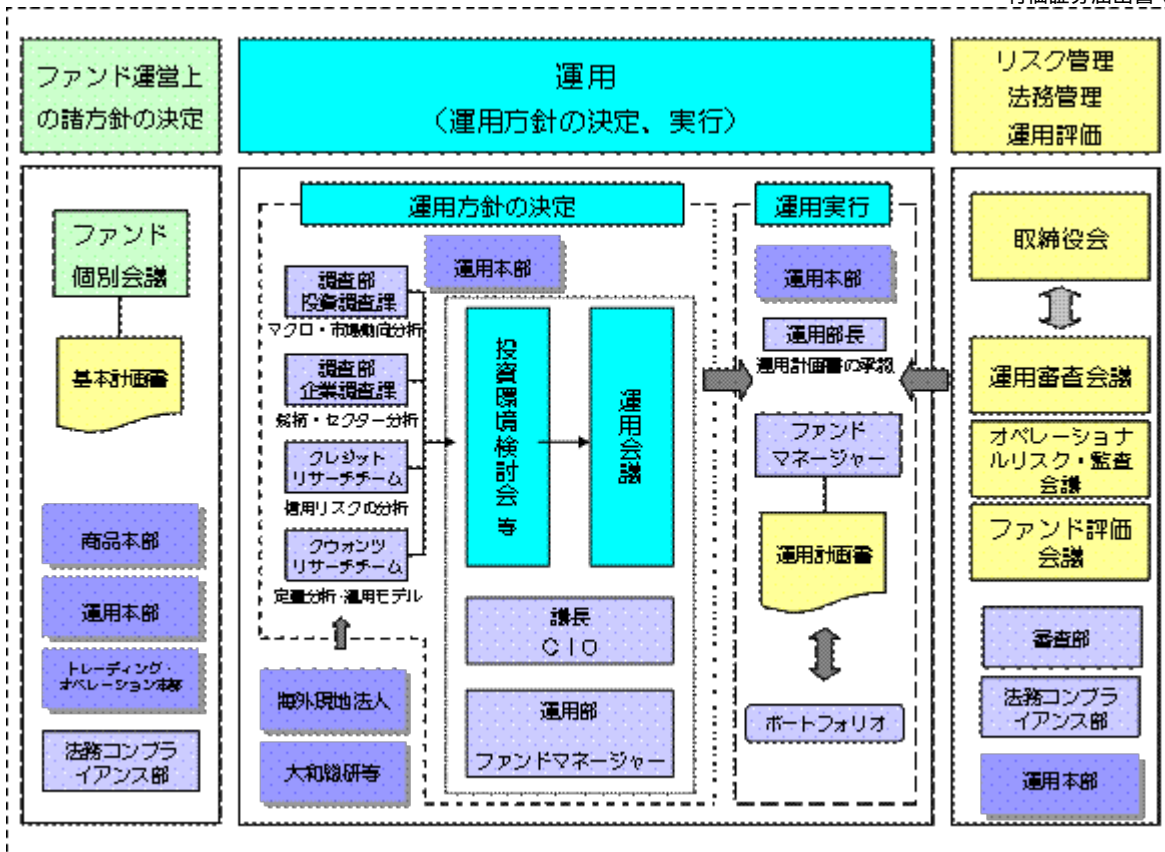 ファンド運営上
の諸方針の決定
運用
（運用方針の決定、実行）
リスク管理
法務管理
運用評価
ファンド
個別会議
基本計画書
商品本部
運用本部
トレーディング・
オペレーション本部
法務コンプラ
イアンス部
運用方針の決定
運用本部
調査部
投資調査課
マクロ・市場動向分析
調査部
企業調査課
銘柄・セクター分析
クレジット
リサーチチーム
信用リスクの分析
クウォンツ
リサーチチーム
定量分析・運用モデル
海外現地法人
大和総研等
投資環境検討会 等
運用会議
議長
CIO
運用部
ファンドマネージャー
運用実行
運用本部
運用部長
運用計画書の承認
ファンド
マネージャー
運用計画書
ポートフォリオ
取締役会
運用審査会議
オペレーショナ
ルリスク・監査
会議
ファンド評価
会議
審査部
法務コンプラ
イアンス部
運用本部